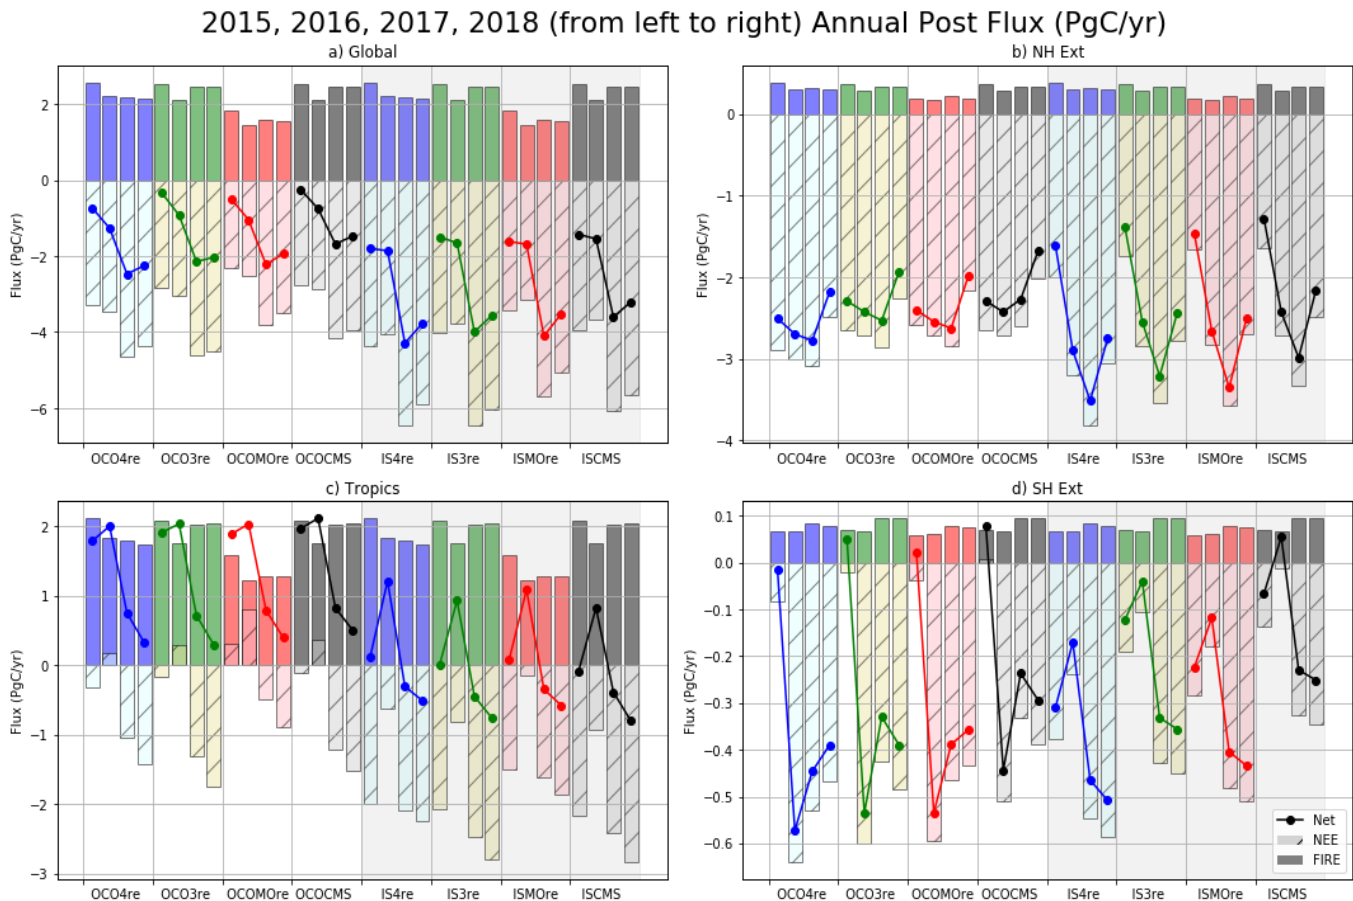 2015, 2016, 2017, 2018 (from left to right) Annual Post Flux (PgC/yr)
a) Global
Flux (PgC/yr)
2
0
−2
−4
−6
OCO4re OCO3re OCOMOre OCOCMS IS4re IS3re ISMOre ISCMS
b) NH Ext
Flux (PgC/yr)
0
−1
−2
−3
−4
OCO4re OCO3re OCOMOre OCOCMS IS4re IS3re ISMOre ISCMS
c) Tropics
Flux (PgC/yr)
2
1
0
−1
−2
−3
OCO4re OCO3re OCOMOre OCOCMS IS4re IS3re ISMOre ISCMS
d) SH Ext
Flux (PgC/yr)
0.1
0.0
−0.1
−0.2
−0.3
−0.4
−0.5
−0.6
Net
NEE
FIRE
OCO4re OCO3re OCOMOre OCOCMS IS4re IS3re ISMOre ISCMS